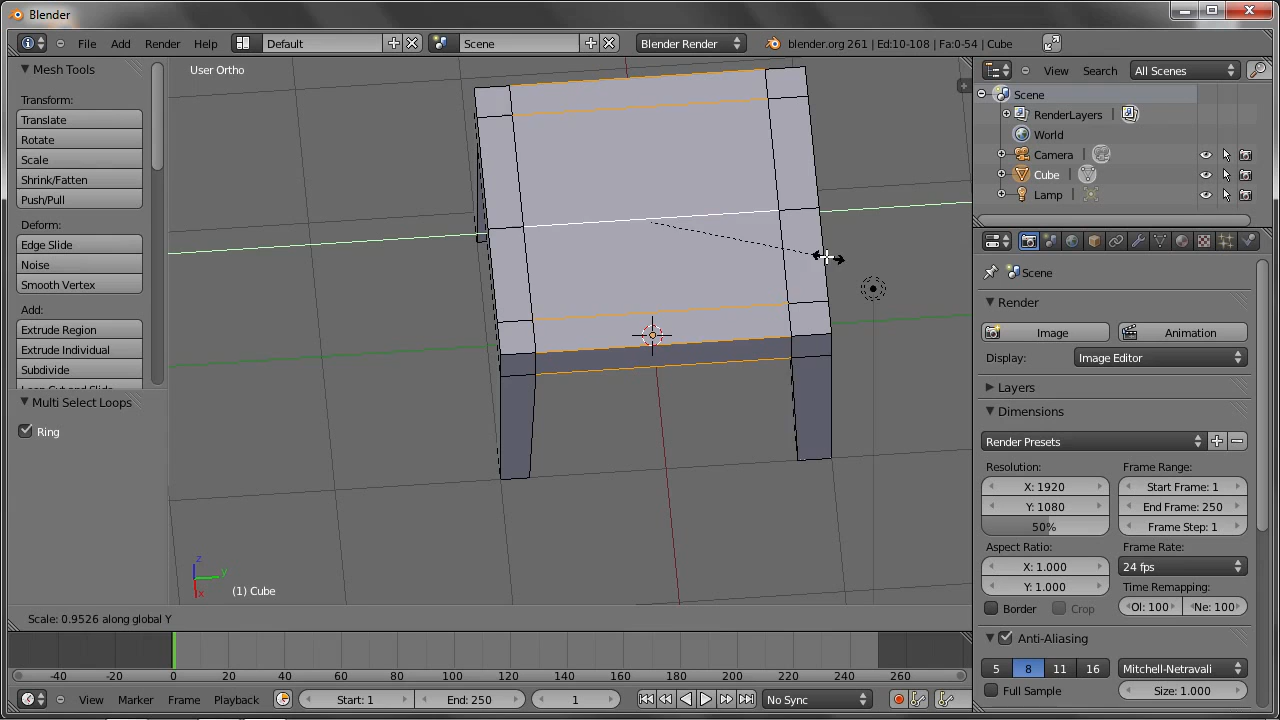 Blender
File Add Render Help Default Scene Blender Render blender.org 261 | Ed:10-108 | Fa:0-54 | Cube
Mesh Tools
Transform:
Translate
Rotate
Scale
Shrink/Fatten
Push/Pull
Deform:
Edge Slide
Noise
Smooth Vertex
Add:
Extrude Region
Extrude Individual
Subdivide
Multi Select Loops
Ring
User Ortho
z
y
x
(1) Cube
Scale: 0.9526 along global Y
-40 -20 0 20 40 60 80 100 120 140 160 180 200 220 240 260
View Marker Frame Playback Start: 1 End: 250 1 No Sync
View Search All Scenes
Scene
RenderLayers
World
Camera
Cube
Lamp
Scene
Render
Image Animation
Display: Image Editor
Layers
Dimensions
Render Presets
Resolution: Frame Range:
X: 1920 Start Frame: 1
Y: 1080 End Frame: 250
50% Frame Step: 1
Aspect Ratio: Frame Rate:
X: 1.000 24 fps
Y: 1.000 Time Remapping:
Border Crop Ol: 100 Ne: 100
Anti-Aliasing
5 8 11 16 Mitchell-Netravali
Full Sample Size: 1.000